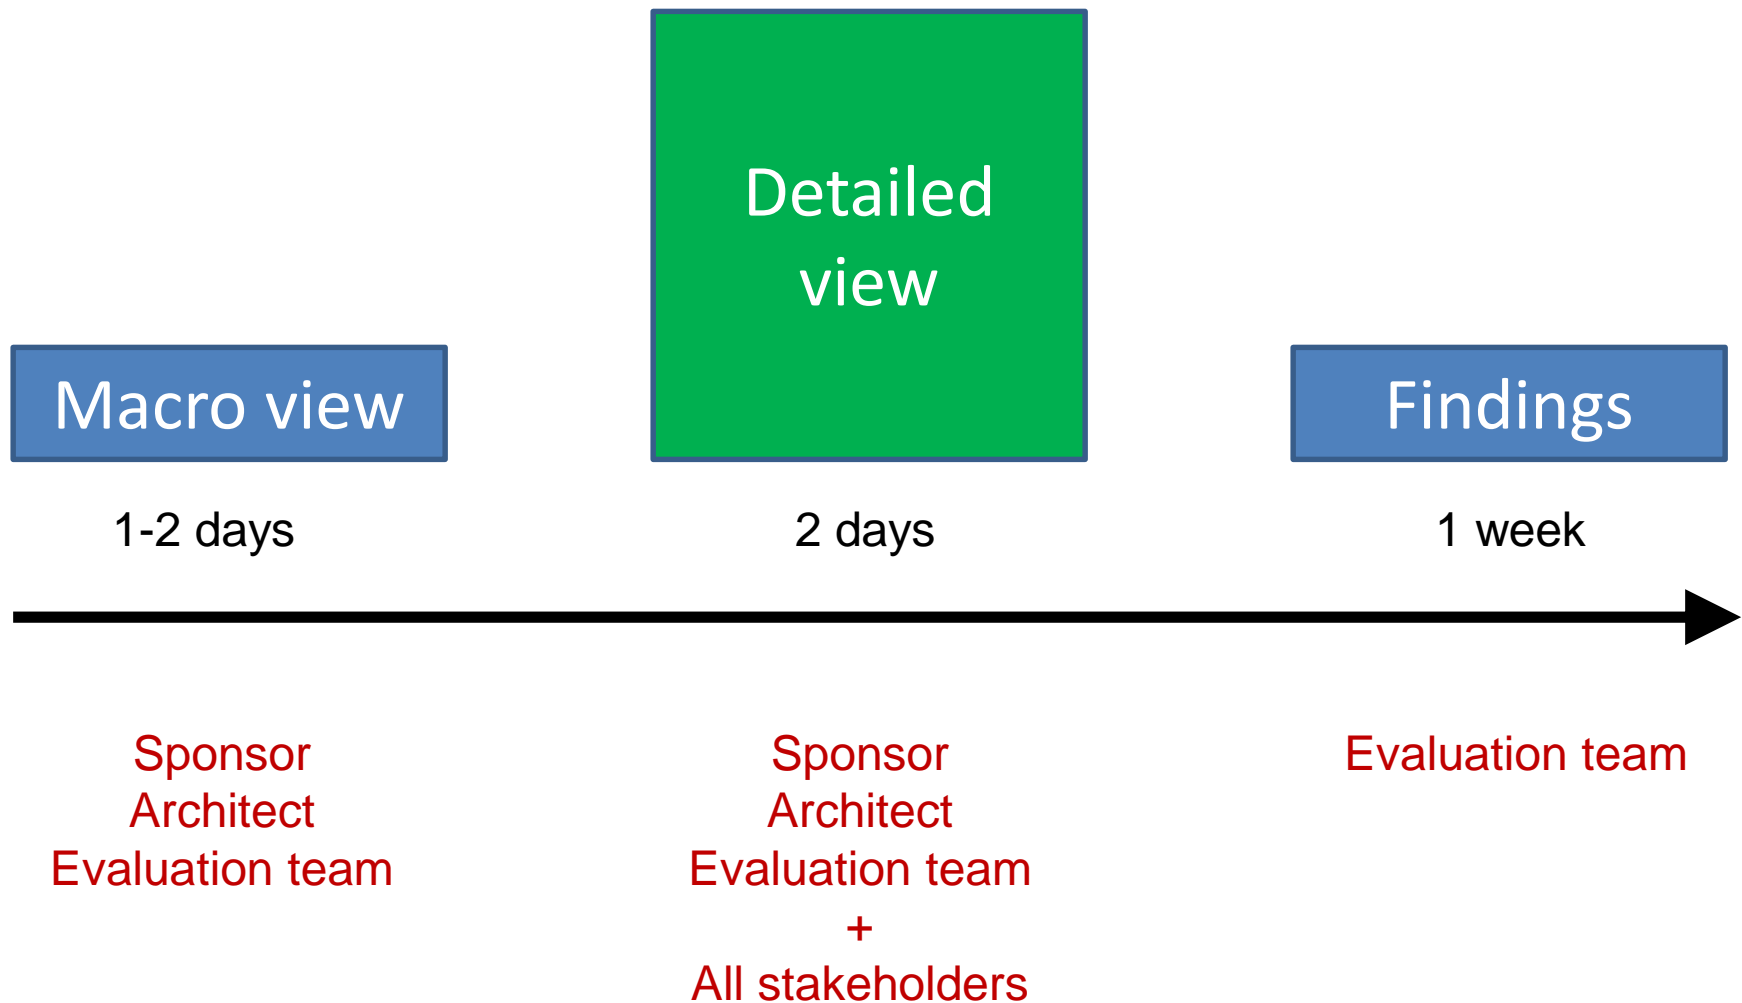 Macro view
1-2 days
Sponsor
Architect
Evaluation team
Detailed
view
2 days
Sponsor
Architect
Evaluation team
+
All stakeholders
Findings
1 week
Evaluation team